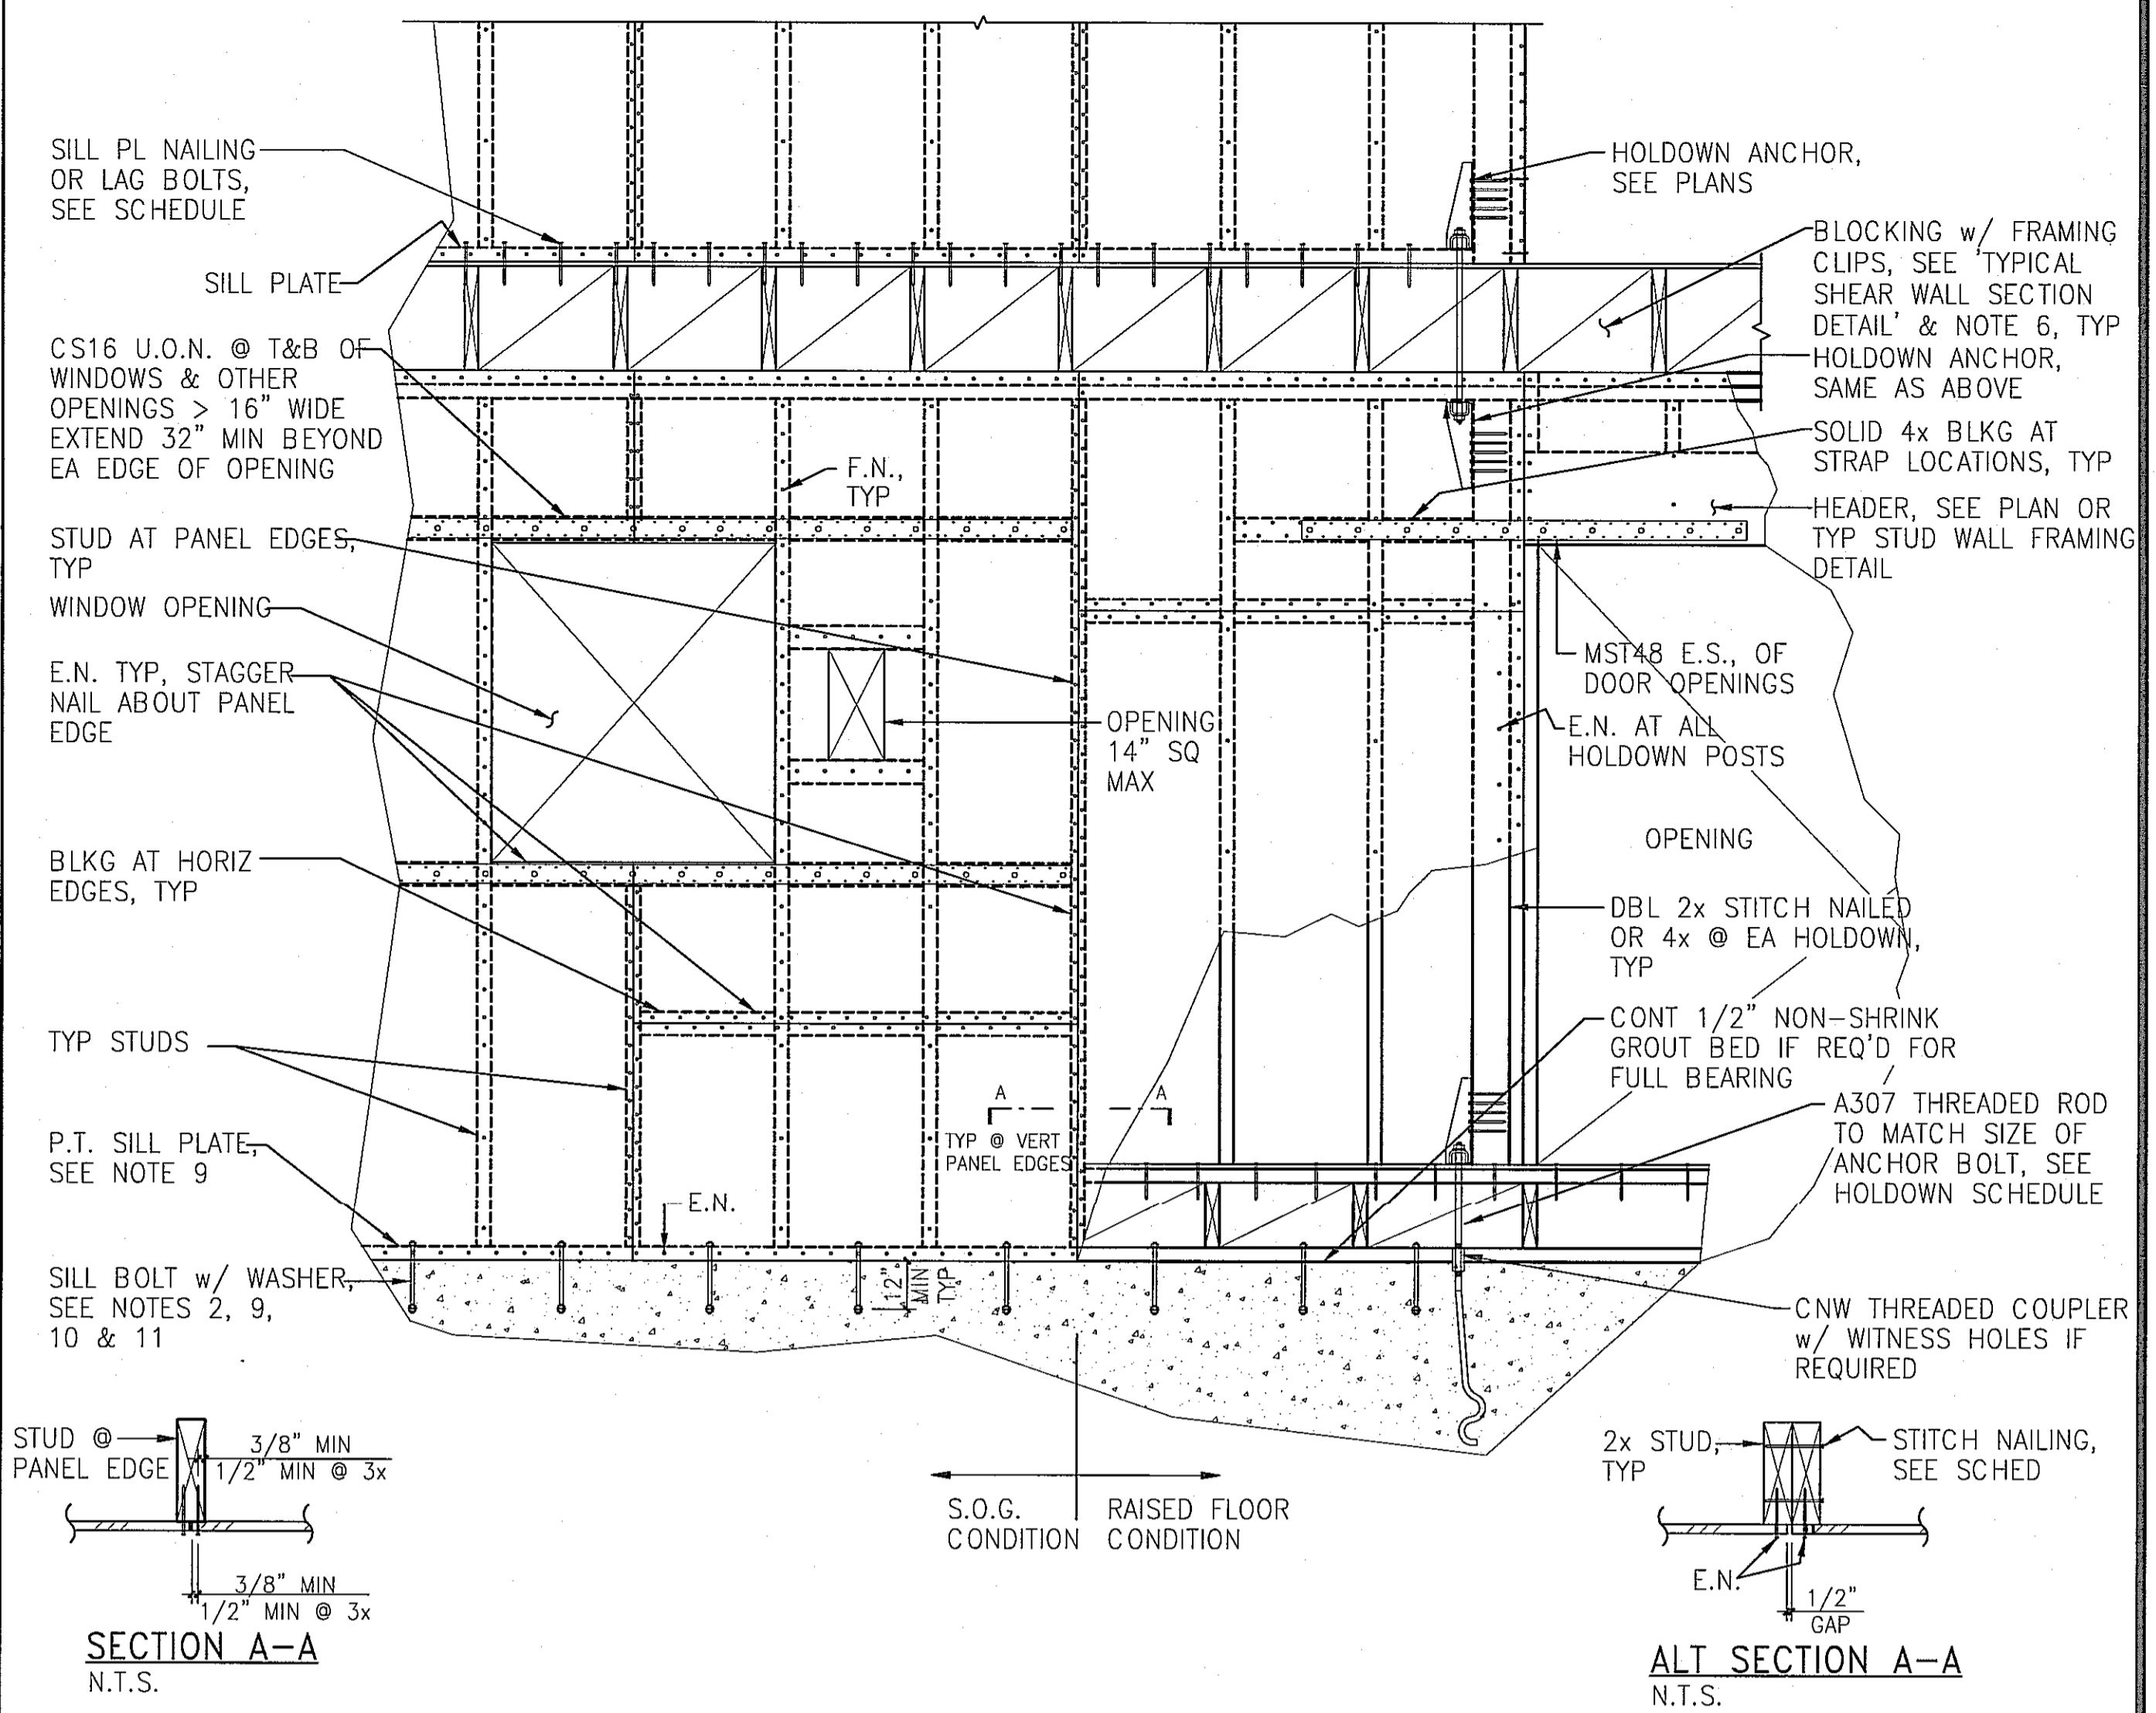 SILL PL NAILING
OR LAG BOLTS,
SEE SCHEDULE
SILL PLATE
CS16 U.O.N. @ T&B OF
WINDOWS & OTHER
OPENINGS > 16" WIDE
EXTEND 32" MIN BEYOND
EA EDGE OF OPENING
STUD AT PANEL EDGES,
TYP
WINDOW OPENING
E.N. TYP, STAGGER
NAIL ABOUT PANEL
EDGE
BLKG AT HORIZ
EDGES, TYP
TYP STUDS
P.T. SILL PLATE,
SEE NOTE 9
SILL BOLT w/ WASHER,
SEE NOTES 2, 9,
10 & 11
F.N.,
TYP
OPENING
14" SQ
MAX
A A
TYP @ VERT
PANEL EDGES
E.N.
12"
MIN
TYP
HOLDOWN ANCHOR,
SEE PLANS
BLOCKING w/ FRAMING
CLIPS, SEE 'TYPICAL
SHEAR WALL SECTION
DETAIL' & NOTE 6, TYP
HOLDOWN ANCHOR,
SAME AS ABOVE
SOLID 4x BLKG AT
STRAP LOCATIONS, TYP
HEADER, SEE PLAN OR
TYP STUD WALL FRAMING
DETAIL
MST48 E.S., OF
DOOR OPENINGS
E.N. AT ALL
HOLDOWN POSTS
OPENING
DBL 2x STITCH NAILED
OR 4x @ EA HOLDOWN,
TYP
CONT 1/2" NON-SHRINK
GROUT BED IF REQ'D FOR
FULL BEARING
A307 THREADED ROD
TO MATCH SIZE OF
ANCHOR BOLT, SEE
HOLDOWN SCHEDULE
CNW THREADED COUPLER
w/ WITNESS HOLES IF
REQUIRED
S.O.G.
CONDITION
RAISED FLOOR
CONDITION
STUD @
PANEL EDGE
3/8" MIN
1/2" MIN @ 3x
3/8" MIN
1/2" MIN @ 3x
SECTION A-A
N.T.S.
2x STUD,
TYP
STITCH NAILING,
SEE SCHED
E.N.
1/2"
GAP
ALT SECTION A-A
N.T.S.